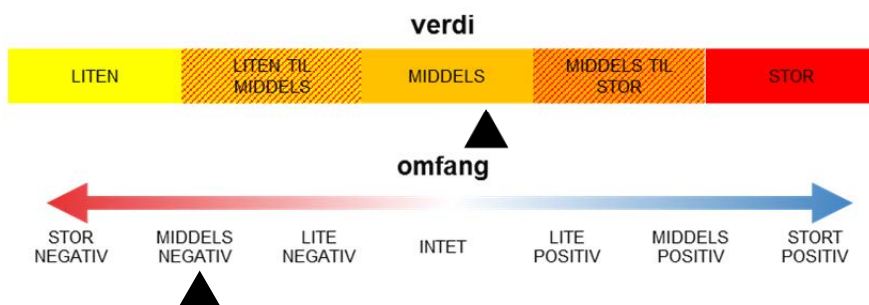 verdi
LITEN
LITEN TIL
MIDDELS
MIDDELS
MIDDELS TIL
STOR
STOR
omfang
STOR
NEGATIV
MIDDELS
NEGATIV
LITE
NEGATIV
INTET
LITE
POSITIV
MIDDELS
POSITIV
STORT
POSITIV